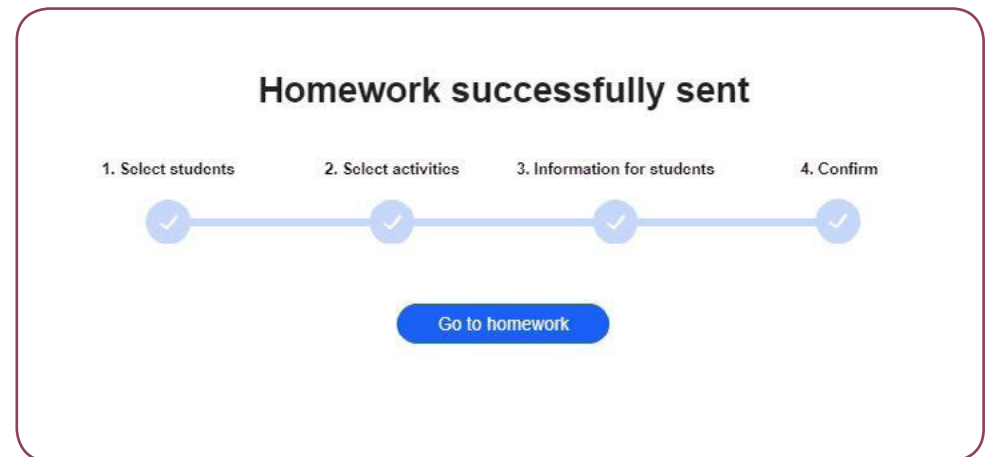 Homework successfully sent
1. Select students 2. Select activities 3. Information for students 4. Confirm
Go to homework